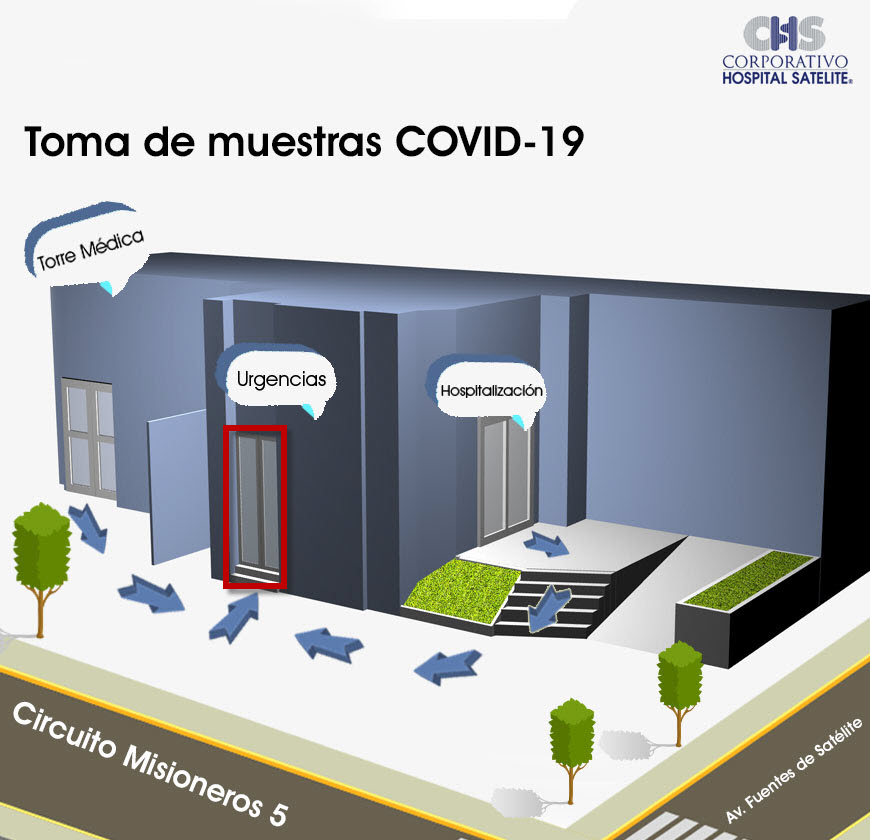 CHS
CORPORATIVO
HOSPITAL SATELITE®
Toma de muestras COVID-19
Torre Médica
Urgencias
Hospitalización
Circuito Misioneros 5
Av. Fuentes de Satélite